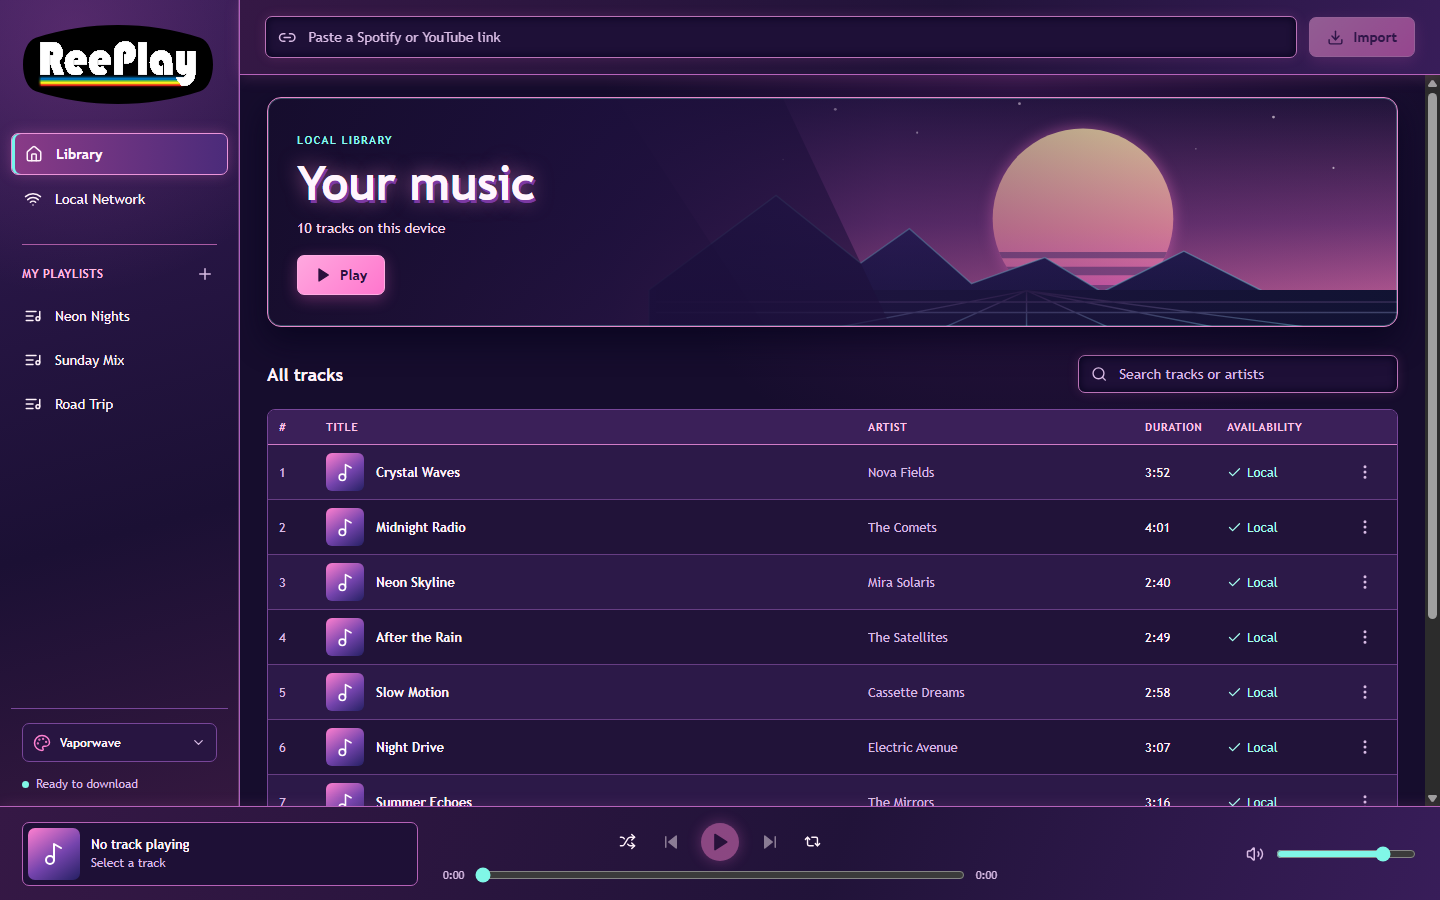 ReePlay
Paste a Spotify or YouTube link
Import
Library
Local Network
MY PLAYLISTS
Neon Nights
Sunday Mix
Road Trip
Vaporwave
Ready to download
LOCAL LIBRARY
Your music
10 tracks on this device
Play
All tracks
Search tracks or artists
# TITLE ARTIST DURATION AVAILABILITY
1 Crystal Waves Nova Fields 3:52 Local
2 Midnight Radio The Comets 4:01 Local
3 Neon Skyline Mira Solaris 2:40 Local
4 After the Rain The Satellites 2:49 Local
5 Slow Motion Cassette Dreams 2:58 Local
6 Night Drive Electric Avenue 3:07 Local
7 Summer Echoes The Mirrors 3:16 Local
No track playing
Select a track
0:00 0:00